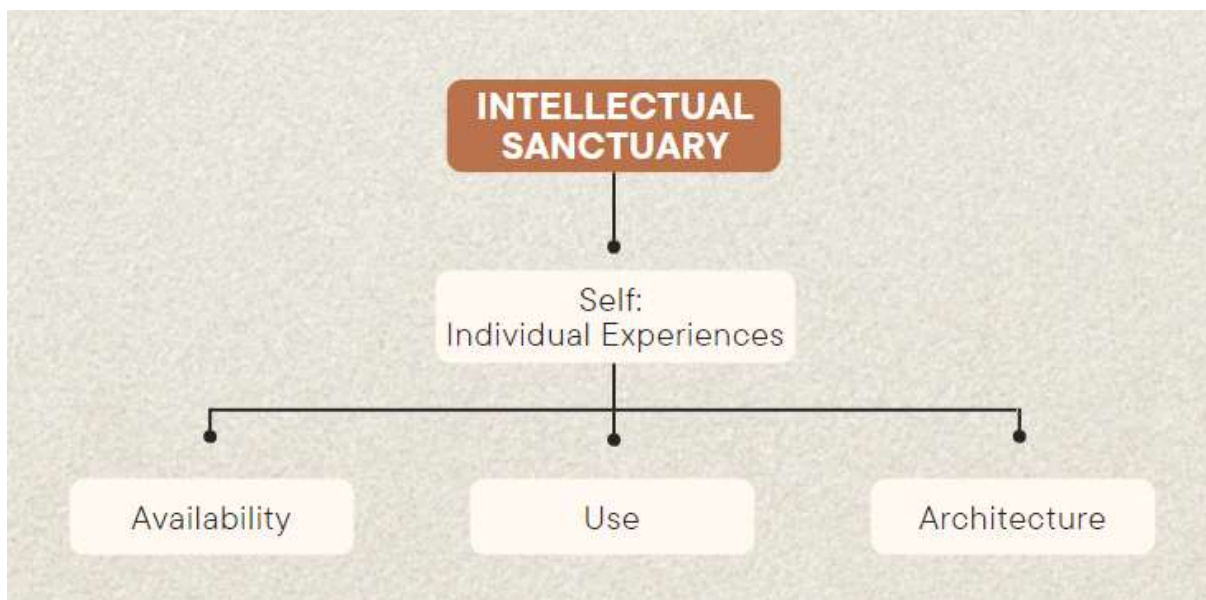 INTELLECTUAL
SANCTUARY
Self:
Individual Experiences
Availability
Use
Architecture